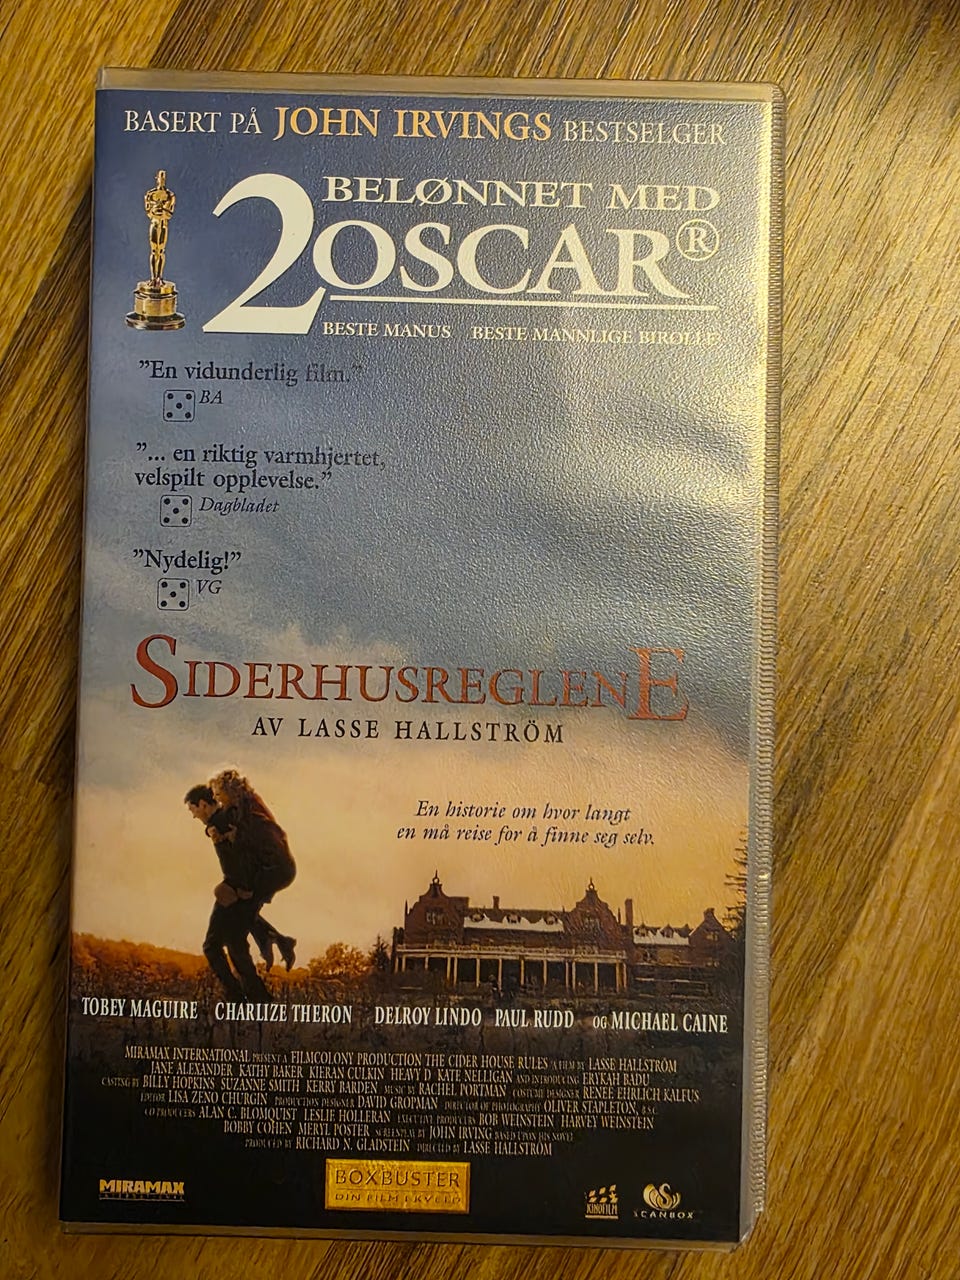 BASERT PÅ JOHN IRVINGS BESTSELGER
2 BELØNNET MED
OSCAR®
BESTE MANUS BESTE MANNLIGE BIROLLE
”En vidunderlig film.”
BA
”... en riktig varmhjertet,
velspilt opplevelse.”
Dagbladet
”Nydelig!”
VG
SIDERHUSREGLENE
AV LASSE HALLSTRÖM
En historie om hvor langt
en må reise for å finne seg selv.
TOBEY MAGUIRE CHARLIZE THERON DELROY LINDO PAUL RUDD OG MICHAEL CAINE
MIRAMAX INTERNATIONAL PRESENT A FILMCOLONY PRODUCTION THE CIDER HOUSE RULES A FILM BY LASSE HALLSTRÖM
JANE ALEXANDER KATHY BAKER KIERAN CULKIN HEAVY D KATE NELLIGAN AND INTRODUCING ERYKAH BADU
CASTING BY BILLY HOPKINS SUZANNE SMITH KERRY BARDEN MUSIC BY RACHEL PORTMAN COSTUME DESIGNER RENÉE EHRLICH KALFUS
EDITOR LISA ZENO CHURGIN PRODUCTION DESIGNER DAVID GROPMAN DIRECTOR OF PHOTOGRAPHY OLIVER STAPLETON, B.S.C.
CO PRODUCERS ALAN C. BLOMQUIST LESLIE HOLLERAN EXECUTIVE PRODUCERS BOB WEINSTEIN HARVEY WEINSTEIN
BOBBY COHEN MERYL POSTER SCREENPLAY BY JOHN IRVING BASED UPON HIS NOVEL
PRODUCED BY RICHARD N. GLADSTEIN DIRECTED BY LASSE HALLSTRÖM
MIRAMAX
INTERNATIONAL
BOXBUSTER
DIN FILM I KVELD
KINOFILM
SCANBOX